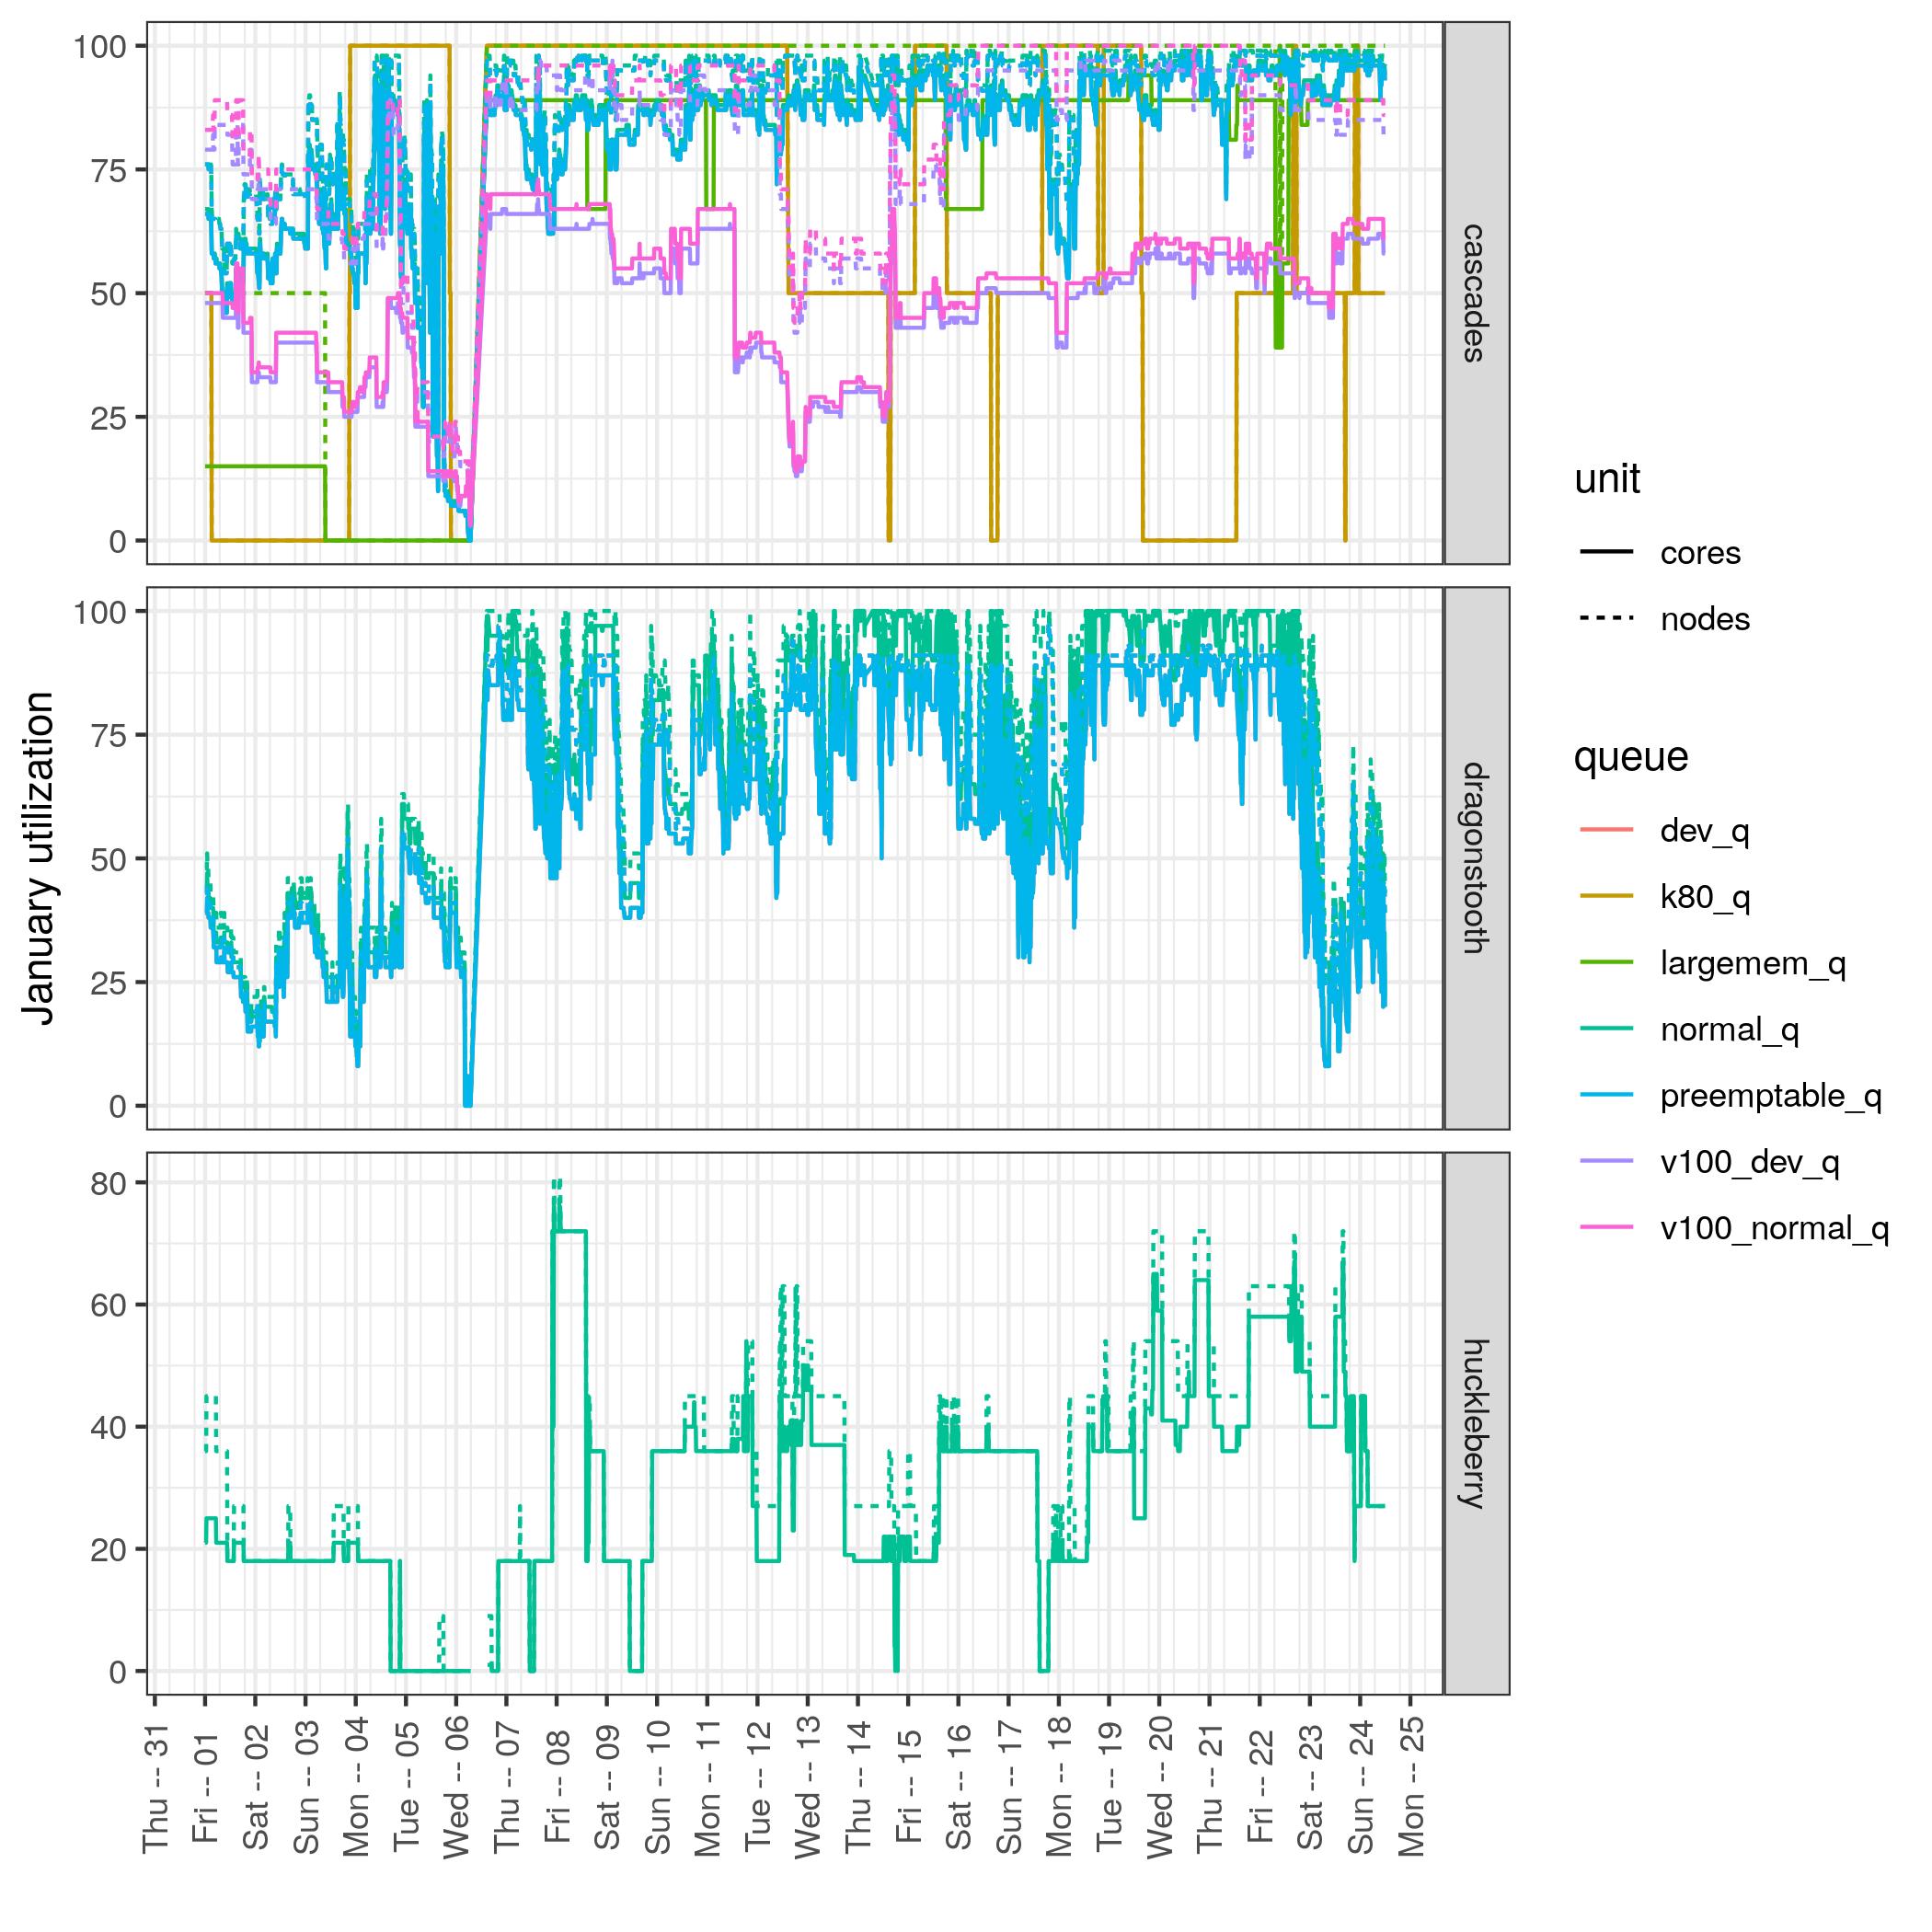 January utilization
100
75
50
25
0
cascades
100
75
50
25
0
dragonstooth
80
60
40
20
0
huckleberry
Thu -- 31
Fri -- 01
Sat -- 02
Sun -- 03
Mon -- 04
Tue -- 05
Wed -- 06
Thu -- 07
Fri -- 08
Sat -- 09
Sun -- 10
Mon -- 11
Tue -- 12
Wed -- 13
Thu -- 14
Fri -- 15
Sat -- 16
Sun -- 17
Mon -- 18
Tue -- 19
Wed -- 20
Thu -- 21
Fri -- 22
Sat -- 23
Sun -- 24
Mon -- 25
unit
cores
nodes
queue
dev_q
k80_q
largemem_q
normal_q
preemptable_q
v100_dev_q
v100_normal_q